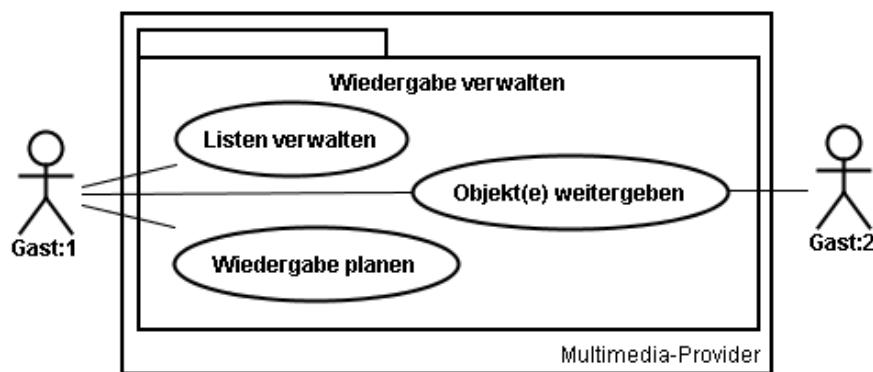 Wiedergabe verwalten
Listen verwalten
Objekt(e) weitergeben
Gast:1
Gast:2
Wiedergabe planen
Multimedia-Provider